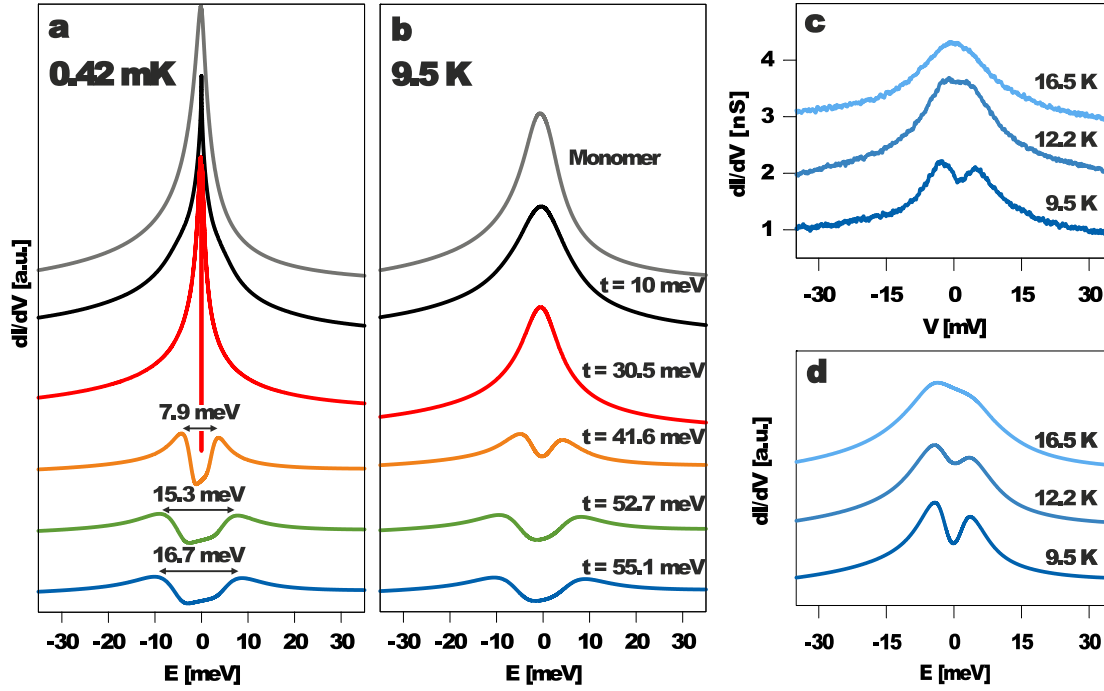 a
0.42 mK
7.9 meV
15.3 meV
16.7 meV
dI/dV [a.u.]
-30 -20 -10 0 10 20 30
E [meV]
b
9.5 K
Monomer
t = 10 meV
t = 30.5 meV
t = 41.6 meV
t = 52.7 meV
t = 55.1 meV
-30 -20 -10 0 10 20 30
E [meV]
c
16.5 K
12.2 K
9.5 K
4
3
2
1
dI/dV [nS]
-30 -15 0 15 30
V [mV]
d
16.5 K
12.2 K
9.5 K
dI/dV [a.u.]
-30 -15 0 15 30
E [meV]